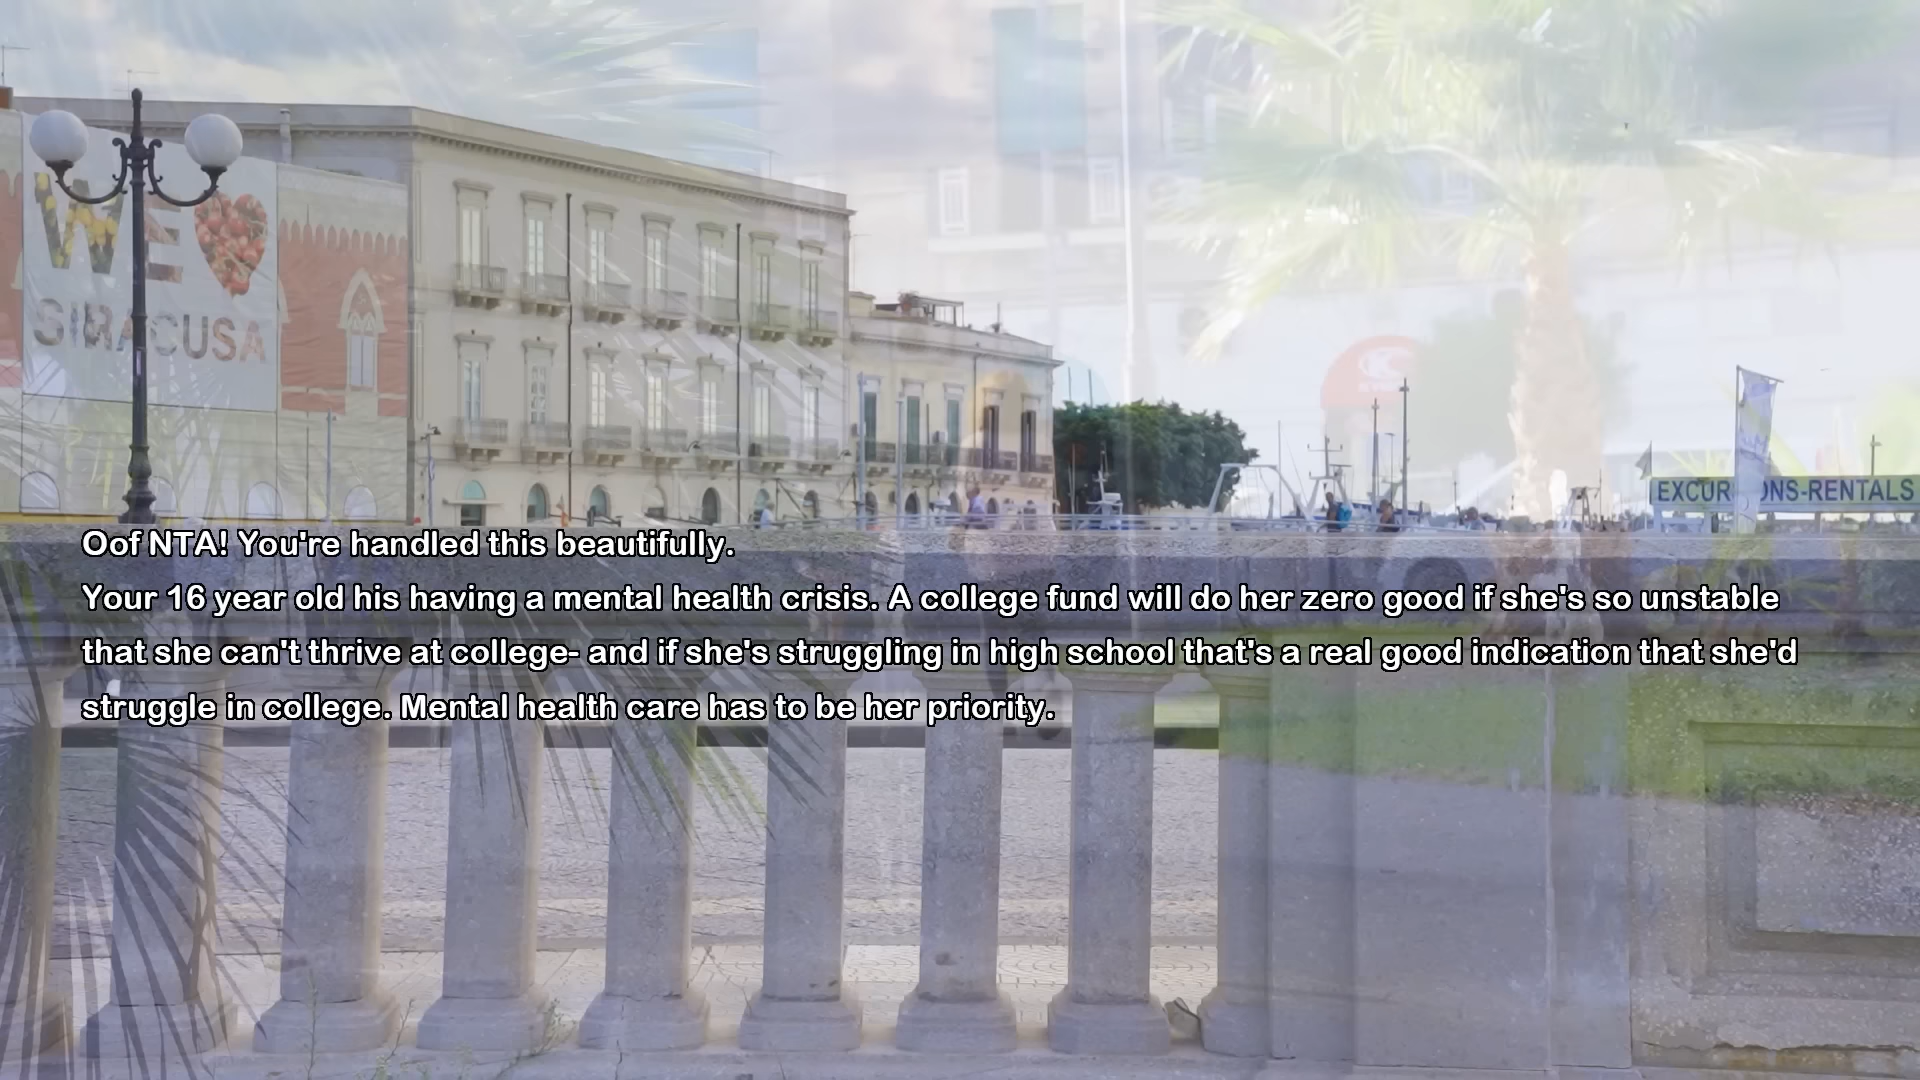 WE
SIRACUSA
EXCURSIONS-RENTALS
Oof NTA! You're handled this beautifully.
Your 16 year old his having a mental health crisis. A college fund will do her zero good if she's so unstable
that she can't thrive at college- and if she's struggling in high school that's a real good indication that she'd
struggle in college. Mental health care has to be her priority.